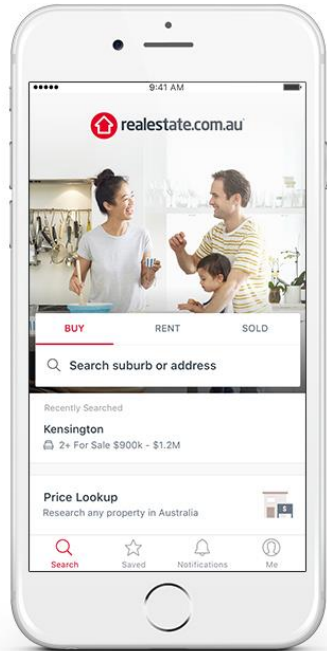 9:41 AM
realestate.com.au
BUY
RENT
SOLD
Search suburb or address
Recently Searched
Kensington
2+ For Sale $900k - $1.2M
Price Lookup
Research any property in Australia
$
Search
Saved
Notifications
Me